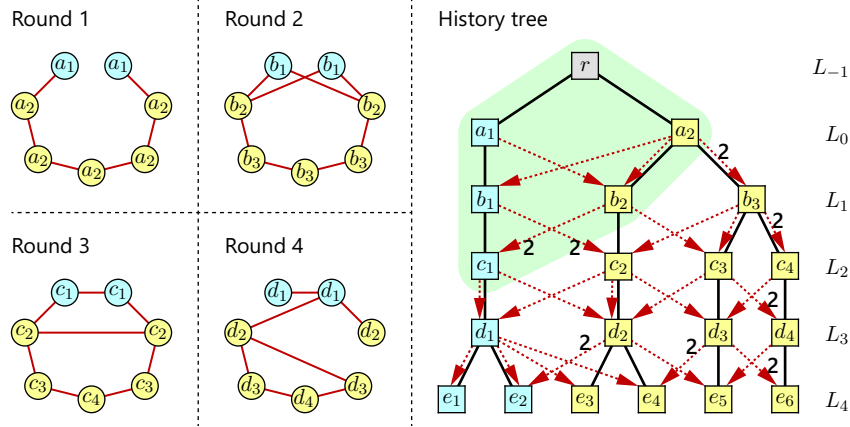 Round 1
a₁ a₁
a₂ a₂
a₂ a₂
a₂
Round 2
b₁ b₁
b₂ b₂
b₃ b₃
b₃
Round 3
c₁ c₁
c₂ c₂
c₃ c₃
c₄
Round 4
d₁ d₁
d₂ d₂
d₃ d₃
d₄
History tree
r L₋₁
a₁ a₂ L₀
2
b₁ b₂ b₃ L₁
2 2 2
c₁ c₂ c₃ c₄ L₂
2
d₁ d₂ d₃ d₄ L₃
2 2
2
e₁ e₂ e₃ e₄ e₅ e₆ L₄